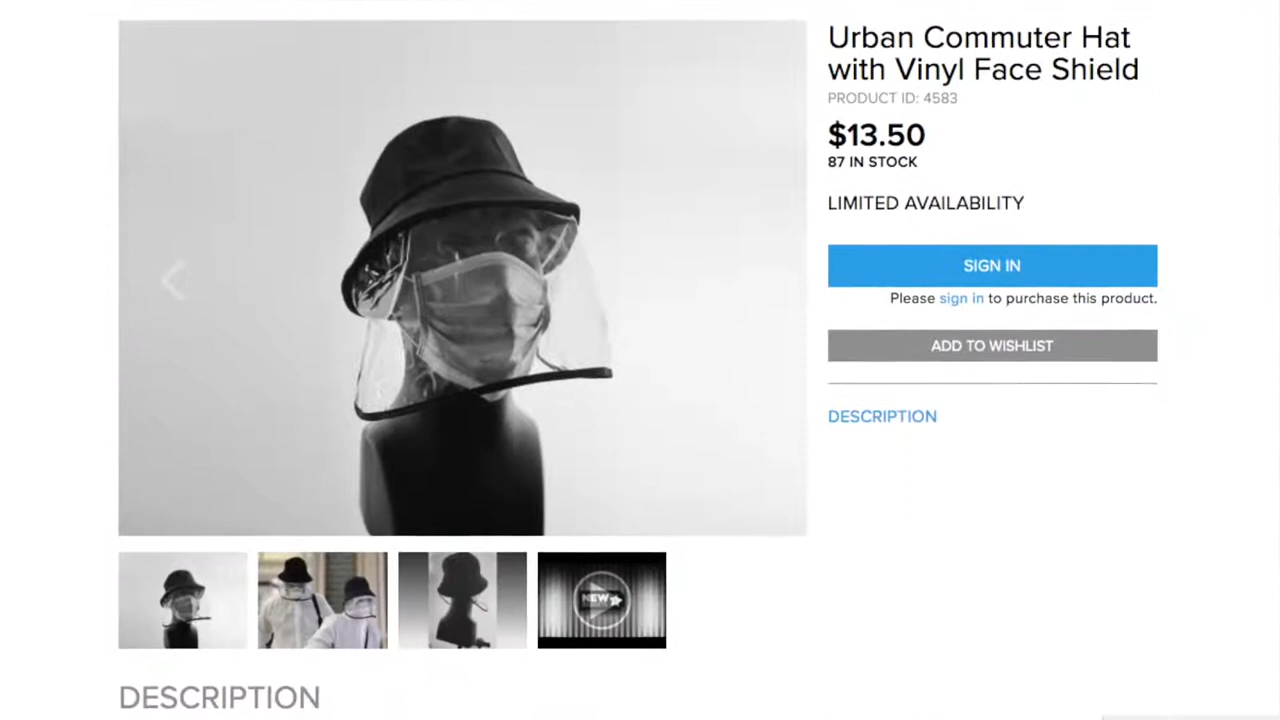 Urban Commuter Hat
with Vinyl Face Shield
PRODUCT ID: 4583
$13.50
87 IN STOCK
LIMITED AVAILABILITY
SIGN IN
Please sign in to purchase this product.
ADD TO WISHLIST
DESCRIPTION
NEW
DESCRIPTION